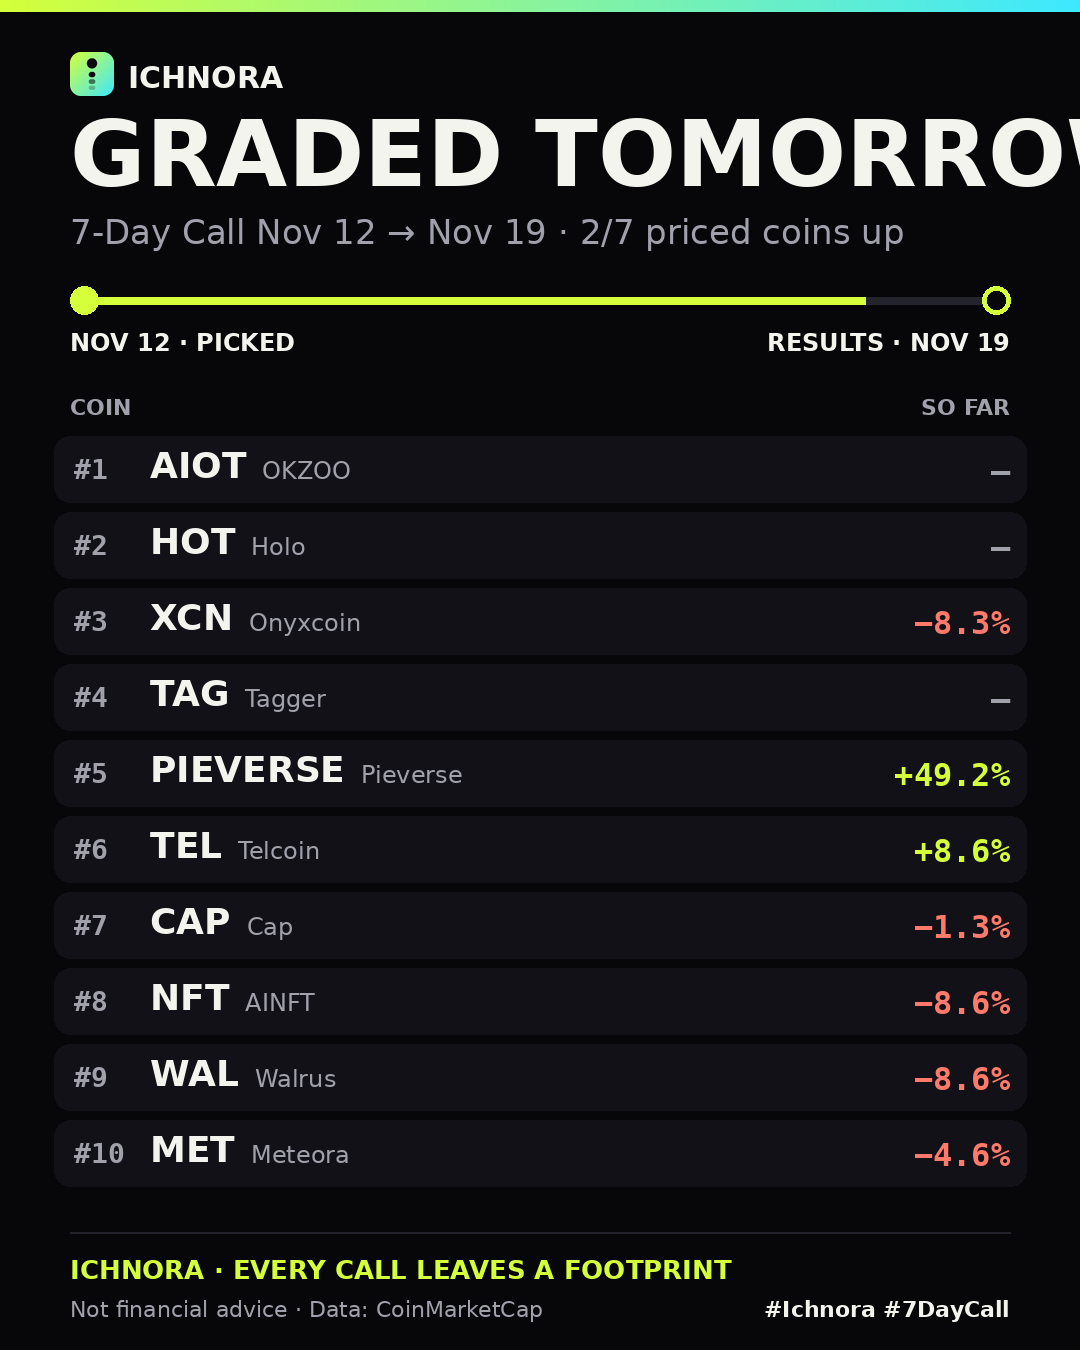 ICHNORA
GRADED TOMORROW
7-Day Call Nov 12 → Nov 19 · 2/7 priced coins up
NOV 12 · PICKED RESULTS · NOV 19
COIN SO FAR
#1 AIOT OKZOO —
#2 HOT Holo —
#3 XCN Onyxcoin −8.3%
#4 TAG Tagger —
#5 PIEVERSE Pieverse +49.2%
#6 TEL Telcoin +8.6%
#7 CAP Cap −1.3%
#8 NFT AINFT −8.6%
#9 WAL Walrus −8.6%
#10 MET Meteora −4.6%
ICHNORA · EVERY CALL LEAVES A FOOTPRINT
Not financial advice · Data: CoinMarketCap #Ichnora #7DayCall